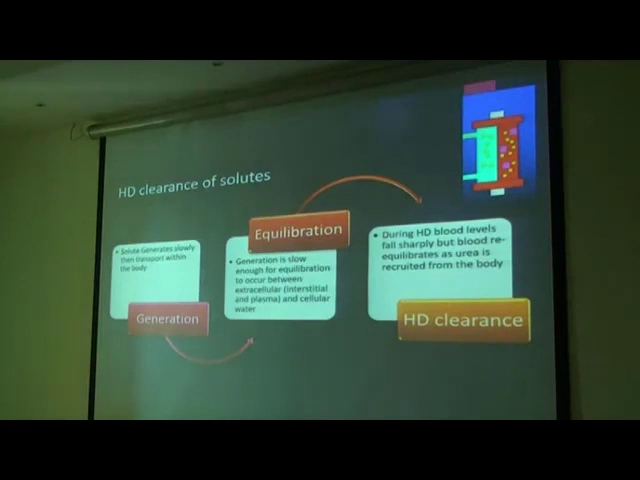 HD clearance of solutes
• Solute Generates slowly
then transport within
the body
Generation
Equilibration
• Generation is slow
enough for equilibration
to occur between
extracellular (interstitial
and plasma) and cellular
water
• During HD blood levels
fall sharply but blood re-
equilibrates as urea is
recruited from the body
HD clearance